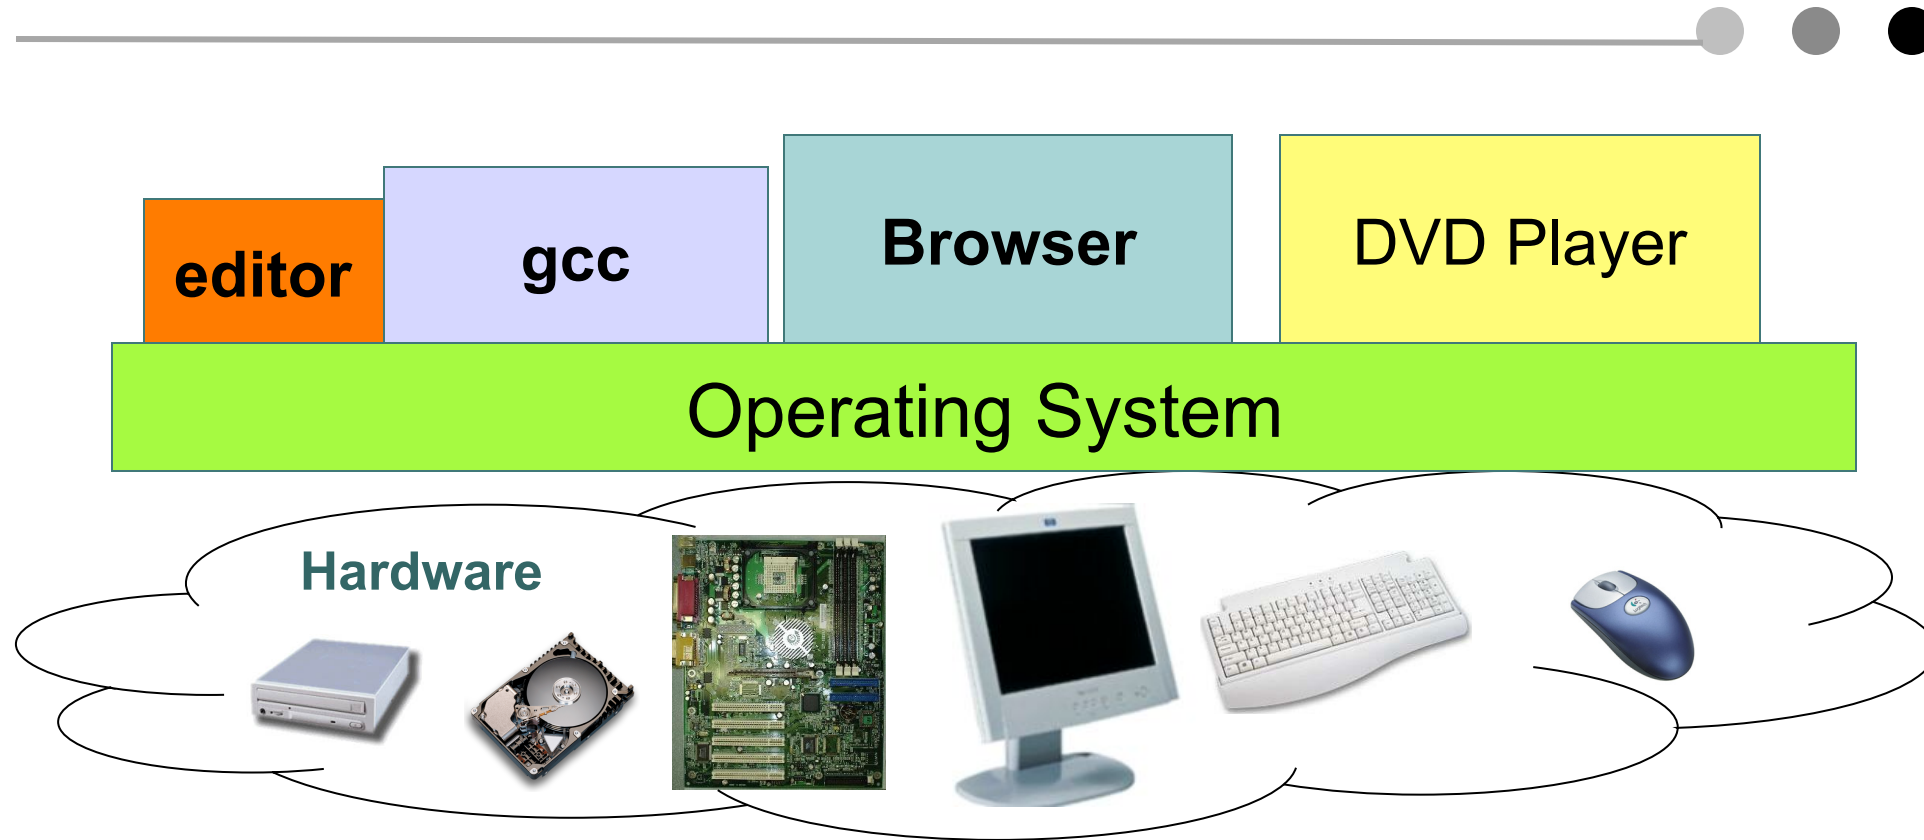 editor
gcc
Browser
DVD Player
Operating System
Hardware